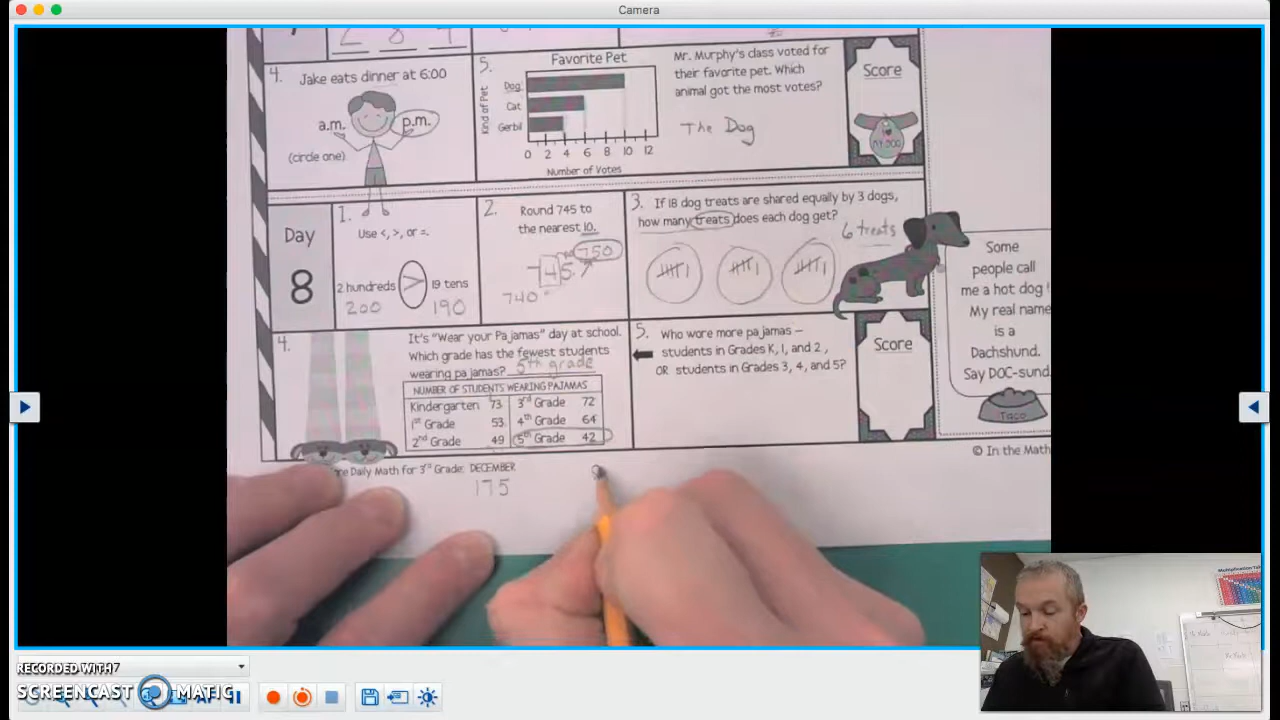 Camera
2 8
4. Jake eats dinner at 6:00
a.m. p.m.
(circle one)
5. Favorite Pet
Kind of Pet
Dog
Cat
Gerbil
0 2 4 6 8 10 12
Number of Votes
Mr. Murphy's class voted for
their favorite pet. Which
animal got the most votes?
The Dog
Score
Day
8
1.
Use <, >, or =.
2 hundreds > 19 tens
200 190
2. Round 745 to
the nearest 10.
750
745
740
3. If 18 dog treats are shared equally by 3 dogs,
how many treats does each dog get?
6 treats
4. It's "Wear your Pajamas" day at school.
Which grade has the fewest students
wearing pajamas? 5th grade
NUMBER OF STUDENTS WEARING PAJAMAS
Kindergarten 73 3rd Grade 72
1st Grade 53 4th Grade 64
2nd Grade 49 5th Grade 42
5. Who wore more pajamas –
students in Grades K, 1, and 2,
OR students in Grades 3, 4, and 5?
Score
Some
people call
me a hot dog!
My real name
is a
Dachshund.
Say DOC-sund.
Taco
Daily Math for 3rd Grade: DECEMBER
© In the Math
175
RECORDED WITH
SCREENCAST MATIC